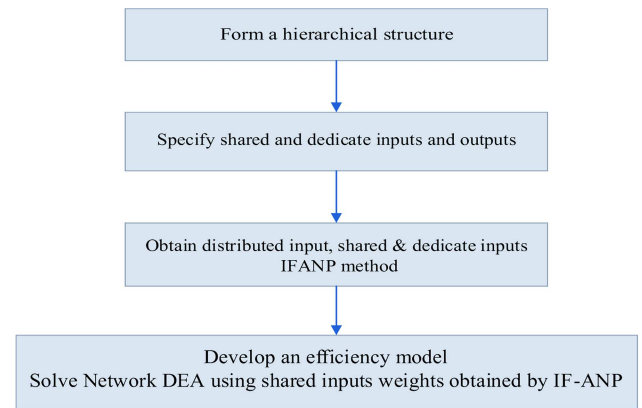 Form a hierarchical structure
Specify shared and dedicate inputs and outputs
Obtain distributed input, shared & dedicate inputs
IFANP method
Develop an efficiency model
Solve Network DEA using shared inputs weights obtained by IF-ANP